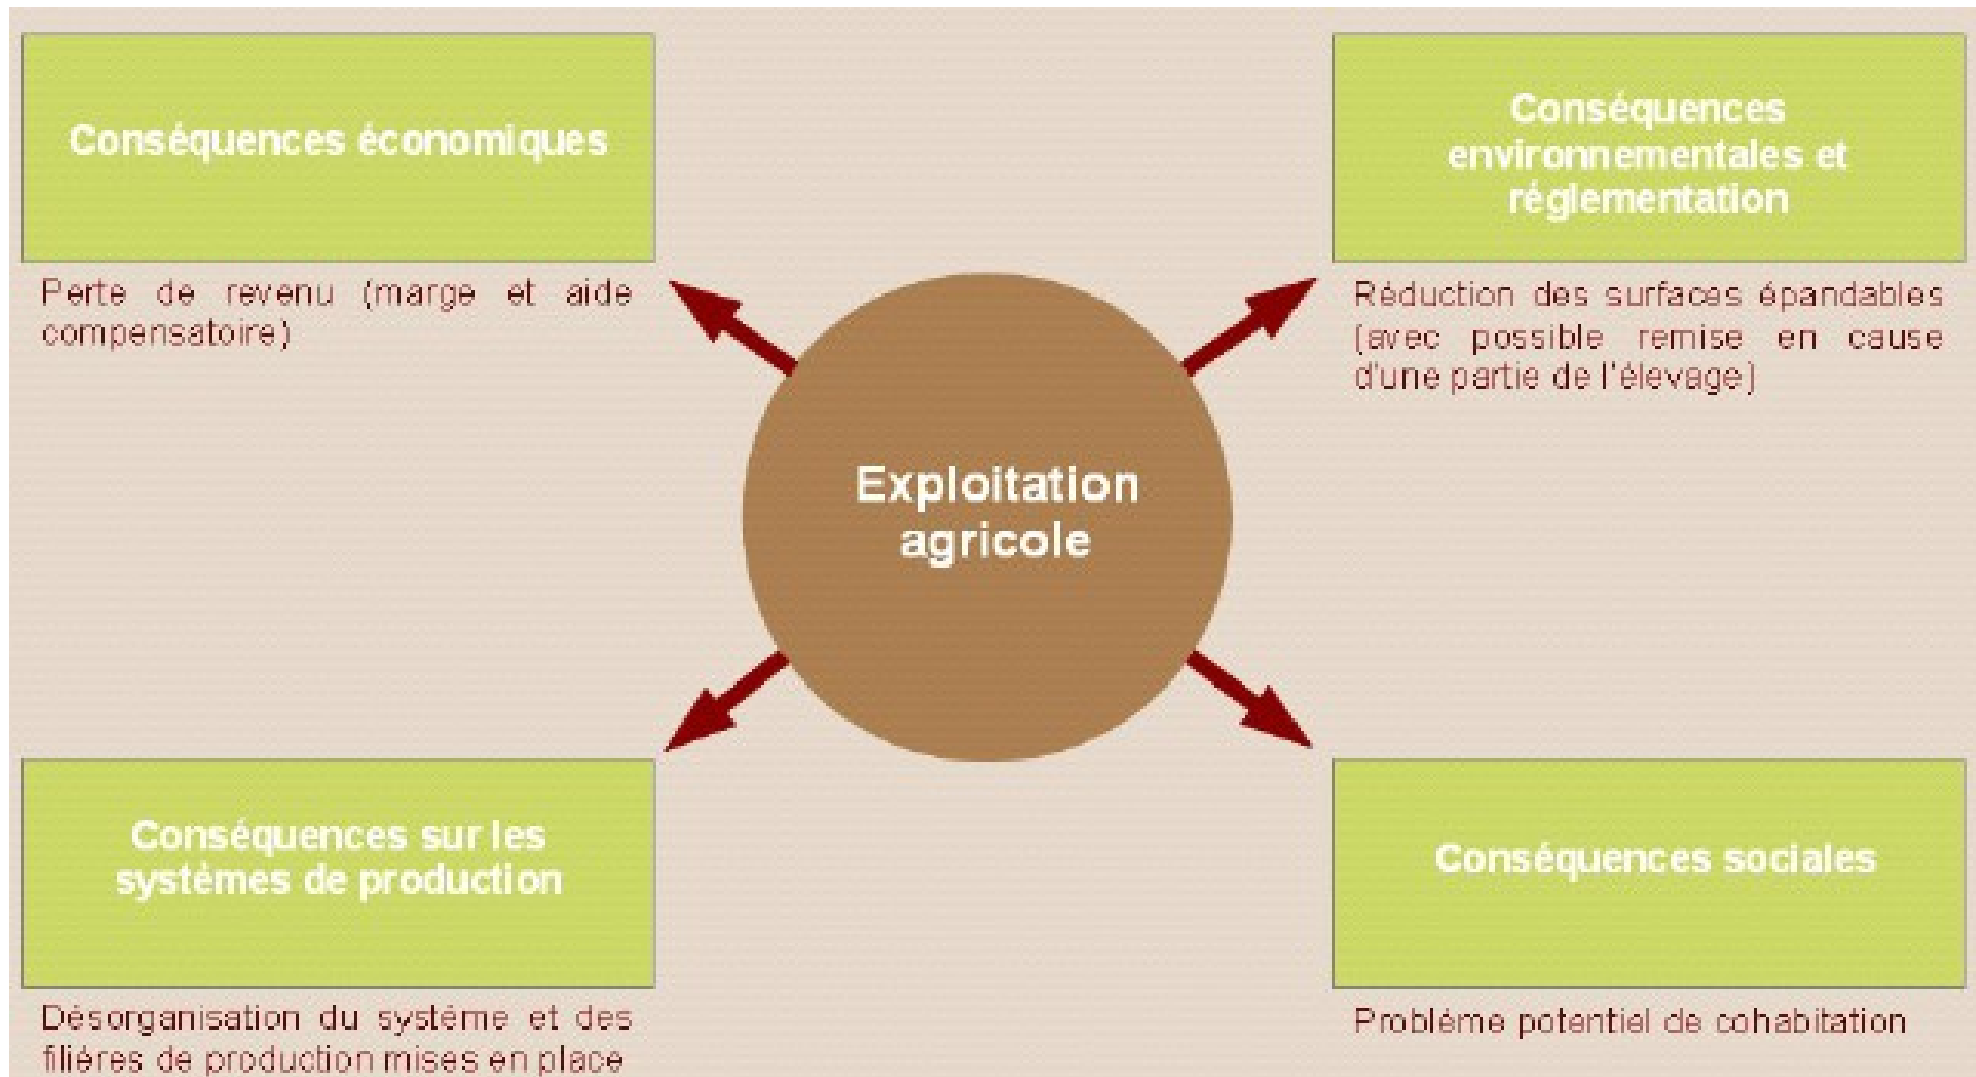 Conséquences économiques
Perte de revenu (marge et aide
compensatoire)
Conséquences
environnementales et
réglementation
Réduction des surfaces épandables
(avec possible remise en cause
d'une partie de l'élevage)
Exploitation
agricole
Conséquences sur les
systèmes de production
Désorganisation du système et des
filières de production mises en place
Conséquences sociales
Problème potentiel de cohabitation